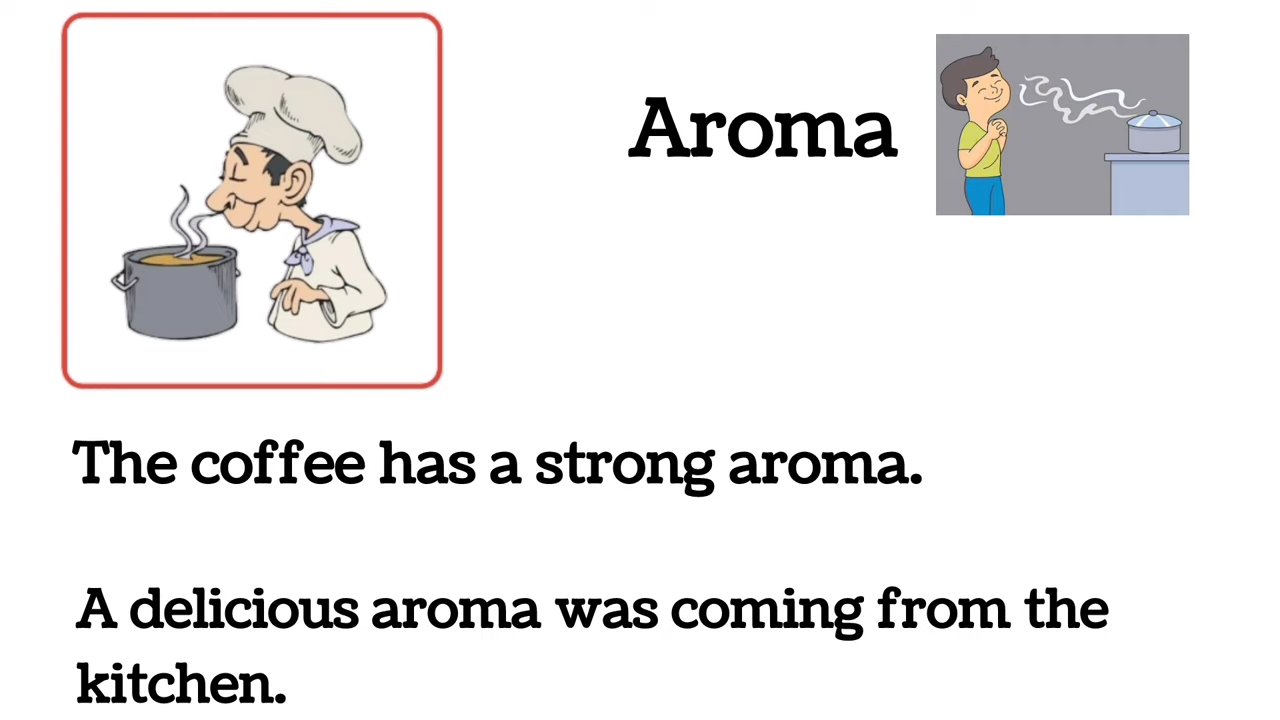 Aroma
The coffee has a strong aroma.
A delicious aroma was coming from the
kitchen.